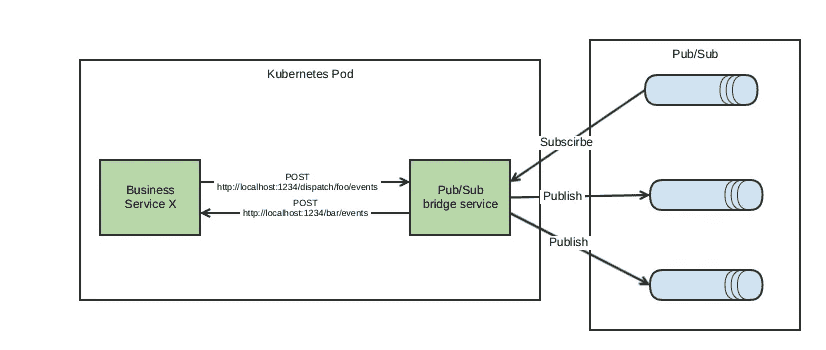 Pub/Sub
Kubernetes Pod
Subscirbe
POST
http://localhost:1234/dispatch/foo/events
Business
Service X
Pub/Sub
bridge service
Publish
POST
http://localhost:1234/bar/events
Publish